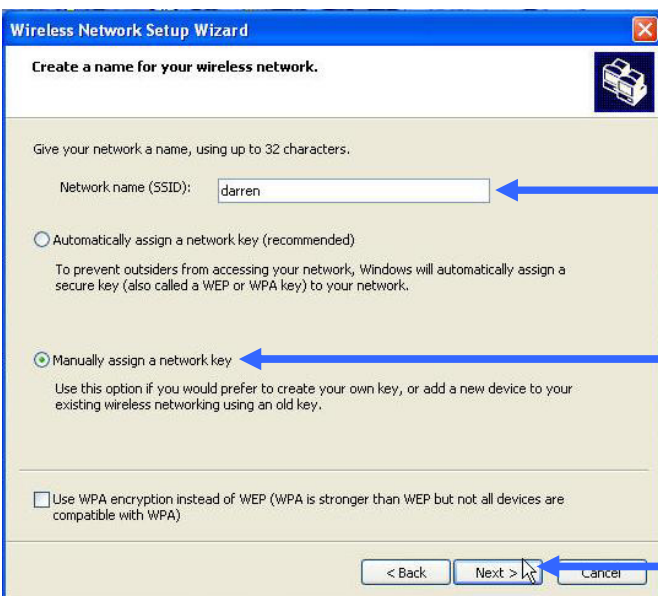 Wireless Network Setup Wizard
Create a name for your wireless network.
Give your network a name, using up to 32 characters.
Network name (SSID): darren
Automatically assign a network key (recommended)
To prevent outsiders from accessing your network, Windows will automatically assign a
secure key (also called a WEP or WPA key) to your network.
Manually assign a network key
Use this option if you would prefer to create your own key, or add a new device to your
existing wireless networking using an old key.
Use WPA encryption instead of WEP (WPA is stronger than WEP but not all devices are
compatible with WPA)
< Back Next > Cancel